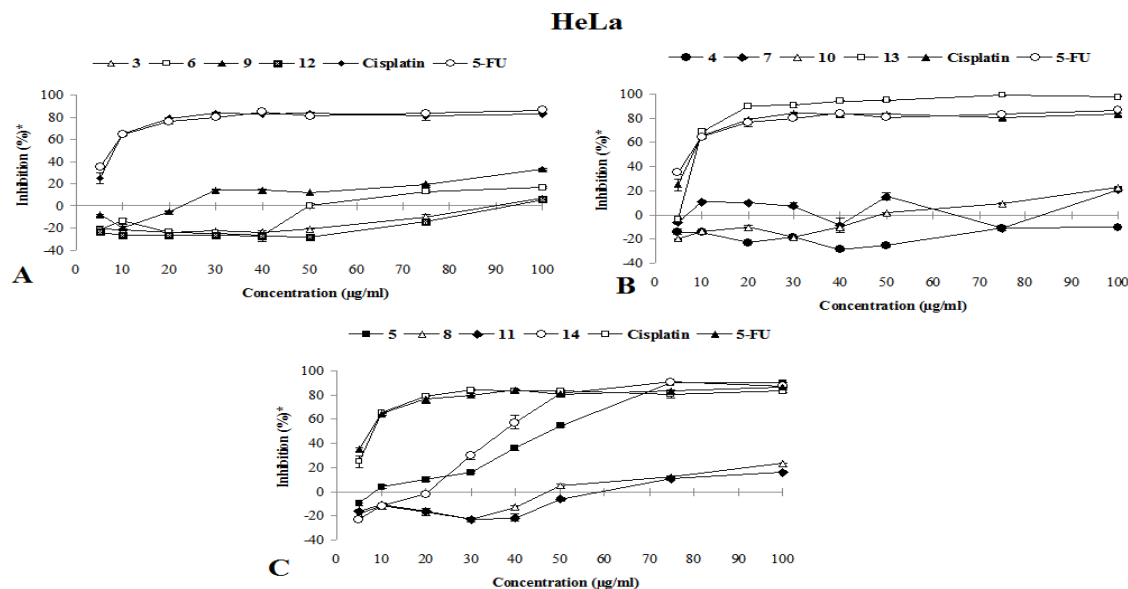 HeLa
3 6 9 12 Cisplatin 5-FU
100
80
60
40
20
0
-20
-40
Inhibition (%)*
0 10 20 30 40 50 60 70 80 90 100
Concentration (µg/ml)
A
4 7 10 13 Cisplatin 5-FU
100
80
60
40
20
0
-20
-40
Inhibition (%)*
0 10 20 30 40 50 60 70 80 90 100
Concentration (µg/ml)
B
5 8 11 14 Cisplatin 5-FU
100
80
60
40
20
0
-20
-40
Inhibition (%)*
0 10 20 30 40 50 60 70 80 90 100
Concentration (µg/ml)
C